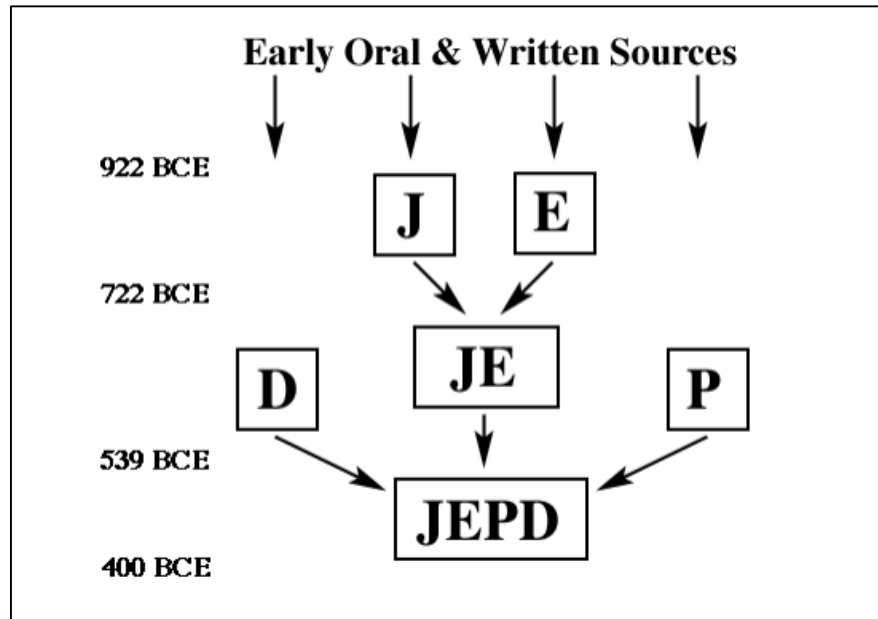 Early Oral & Written Sources
922 BCE
J
E
722 BCE
JE
D
P
539 BCE
JEPD
400 BCE